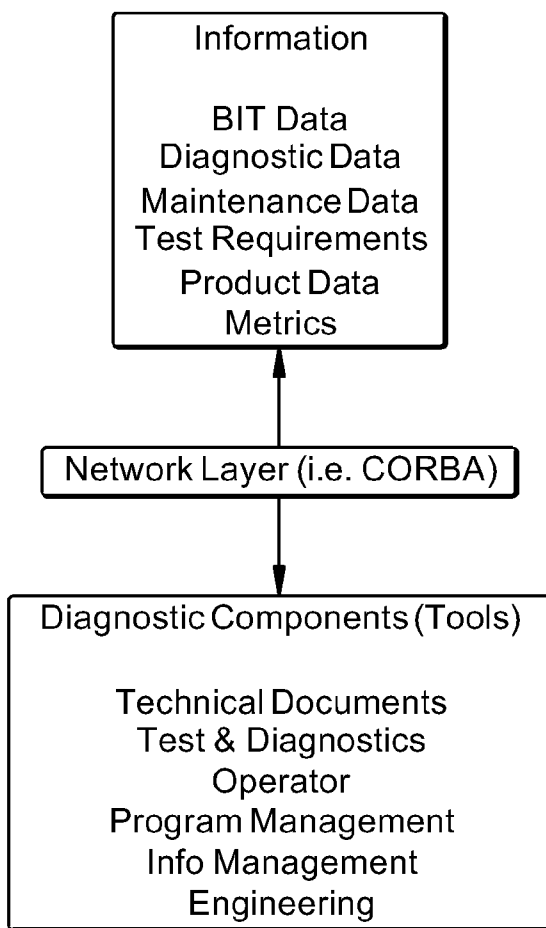 Information
BIT Data
Diagnostic Data
Maintenance Data
Test Requirements
Product Data
Metrics
Network Layer (i.e. CORBA)
Diagnostic Components (Tools)
Technical Documents
Test & Diagnostics
Operator
Program Management
Info Management
Engineering